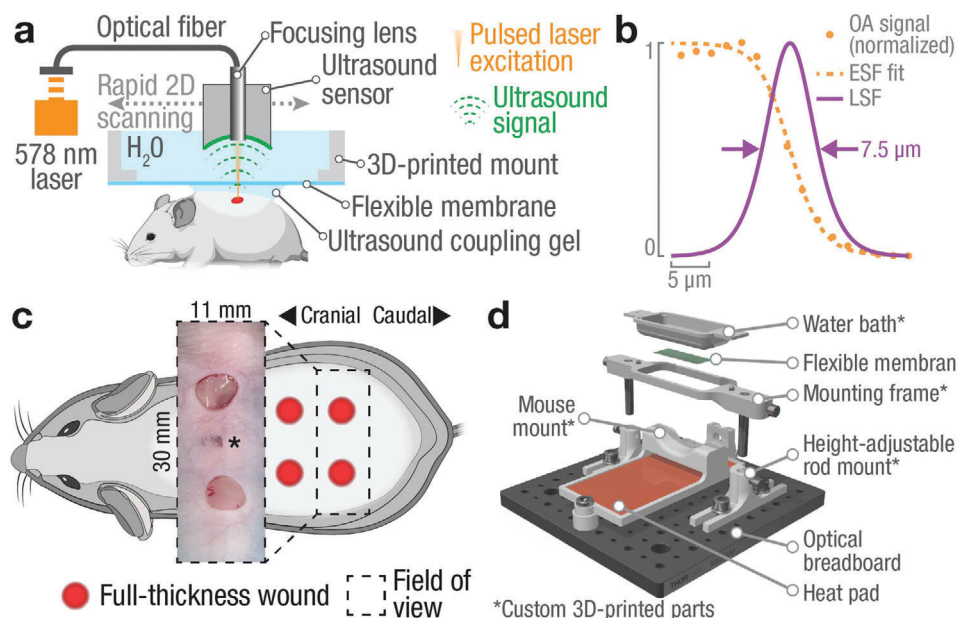 a
Optical fiber
Focusing lens
Ultrasound
sensor
Pulsed laser
excitation
Ultrasound
signal
Rapid 2D
scanning
H2O
578 nm
laser
3D-printed mount
Flexible membrane
Ultrasound coupling gel
b
OA signal
(normalized)
ESF fit
LSF
1
7.5 µm
0
5 µm
c
11 mm
Cranial Caudal
30 mm
*
Full-thickness wound
Field of
view
d
Water bath*
Flexible membran
Mounting frame*
Mouse
mount*
Height-adjustable
rod mount*
Optical
breadboard
Heat pad
*Custom 3D-printed parts